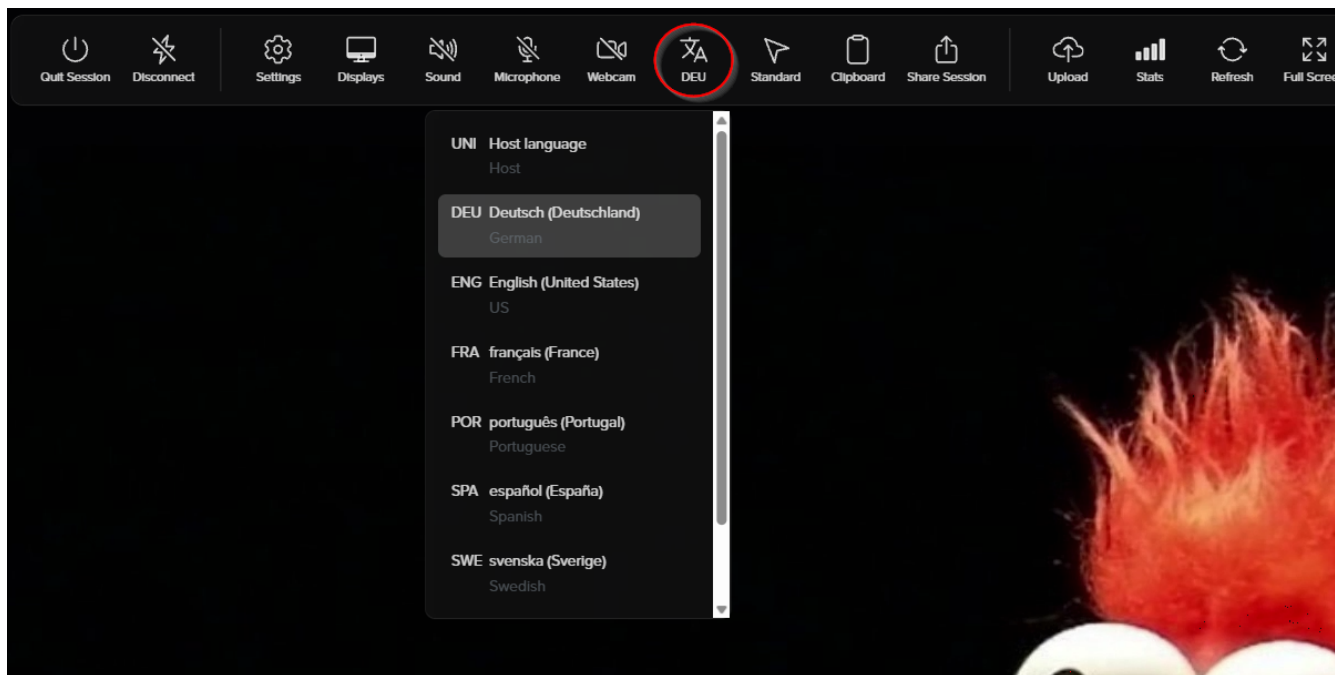 Quit Session
Disconnect
Settings
Displays
Sound
Microphone
Webcam
DEU
Standard
Clipboard
Share Session
Upload
Stats
Refresh
Full Scree
UNI Host language
Host
DEU Deutsch (Deutschland)
German
ENG English (United States)
US
FRA français (France)
French
POR português (Portugal)
Portuguese
SPA español (España)
Spanish
SWE svenska (Sverige)
Swedish